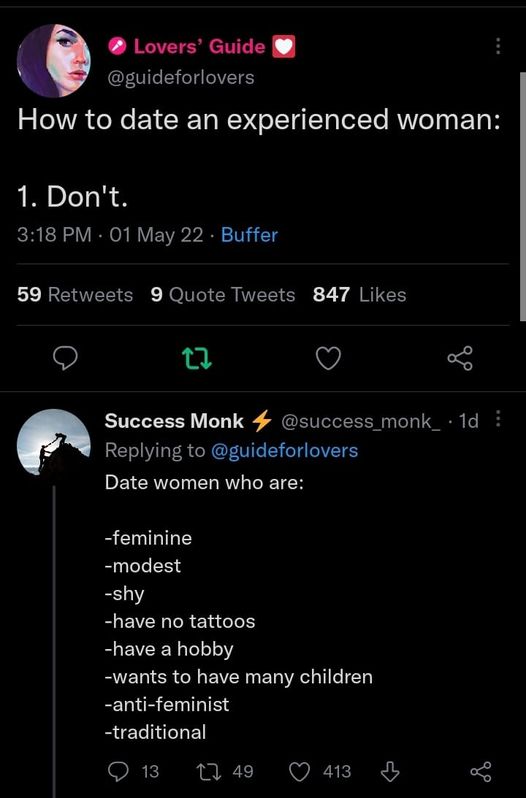 Lovers’ Guide 💟
@guideforlovers
How to date an experienced woman:
1. Don't.
3:18 PM · 01 May 22 · Buffer
59 Retweets 9 Quote Tweets 847 Likes
Success Monk ⚡ @success_monk_ · 1d
Replying to @guideforlovers
Date women who are:
-feminine
-modest
-shy
-have no tattoos
-have a hobby
-wants to have many children
-anti-feminist
-traditional
13 49 413